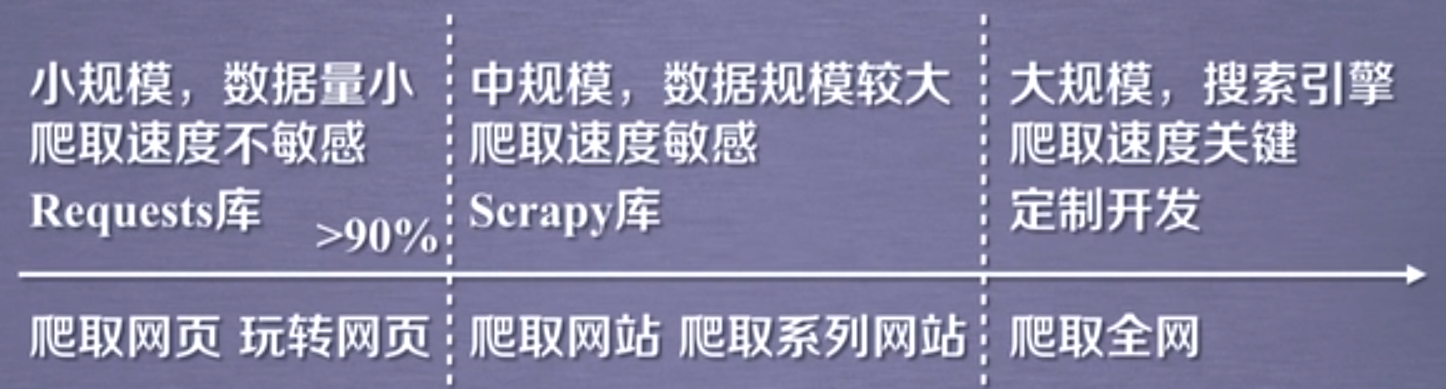 小规模，数据量小
爬取速度不敏感
Requests库
>90%
中规模，数据规模较大
爬取速度敏感
Scrapy库
大规模，搜索引擎
爬取速度关键
定制开发
爬取网页 玩转网页
爬取网站 爬取系列网站
爬取全网